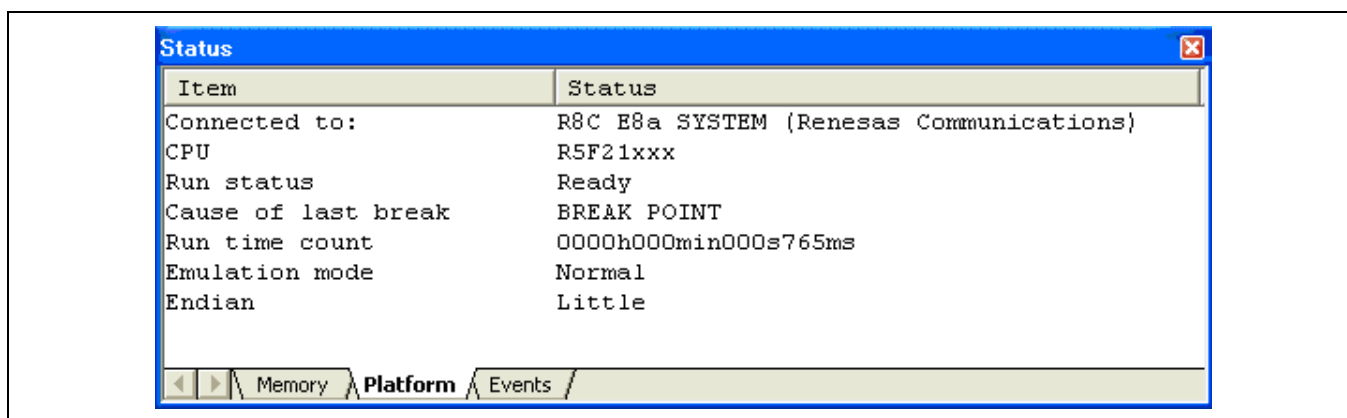 Status
Item Status
Connected to: R8C E8a SYSTEM (Renesas Communications)
CPU R5F21xxx
Run status Ready
Cause of last break BREAK POINT
Run time count 0000h000min000s765ms
Emulation mode Normal
Endian Little
Memory Platform Events